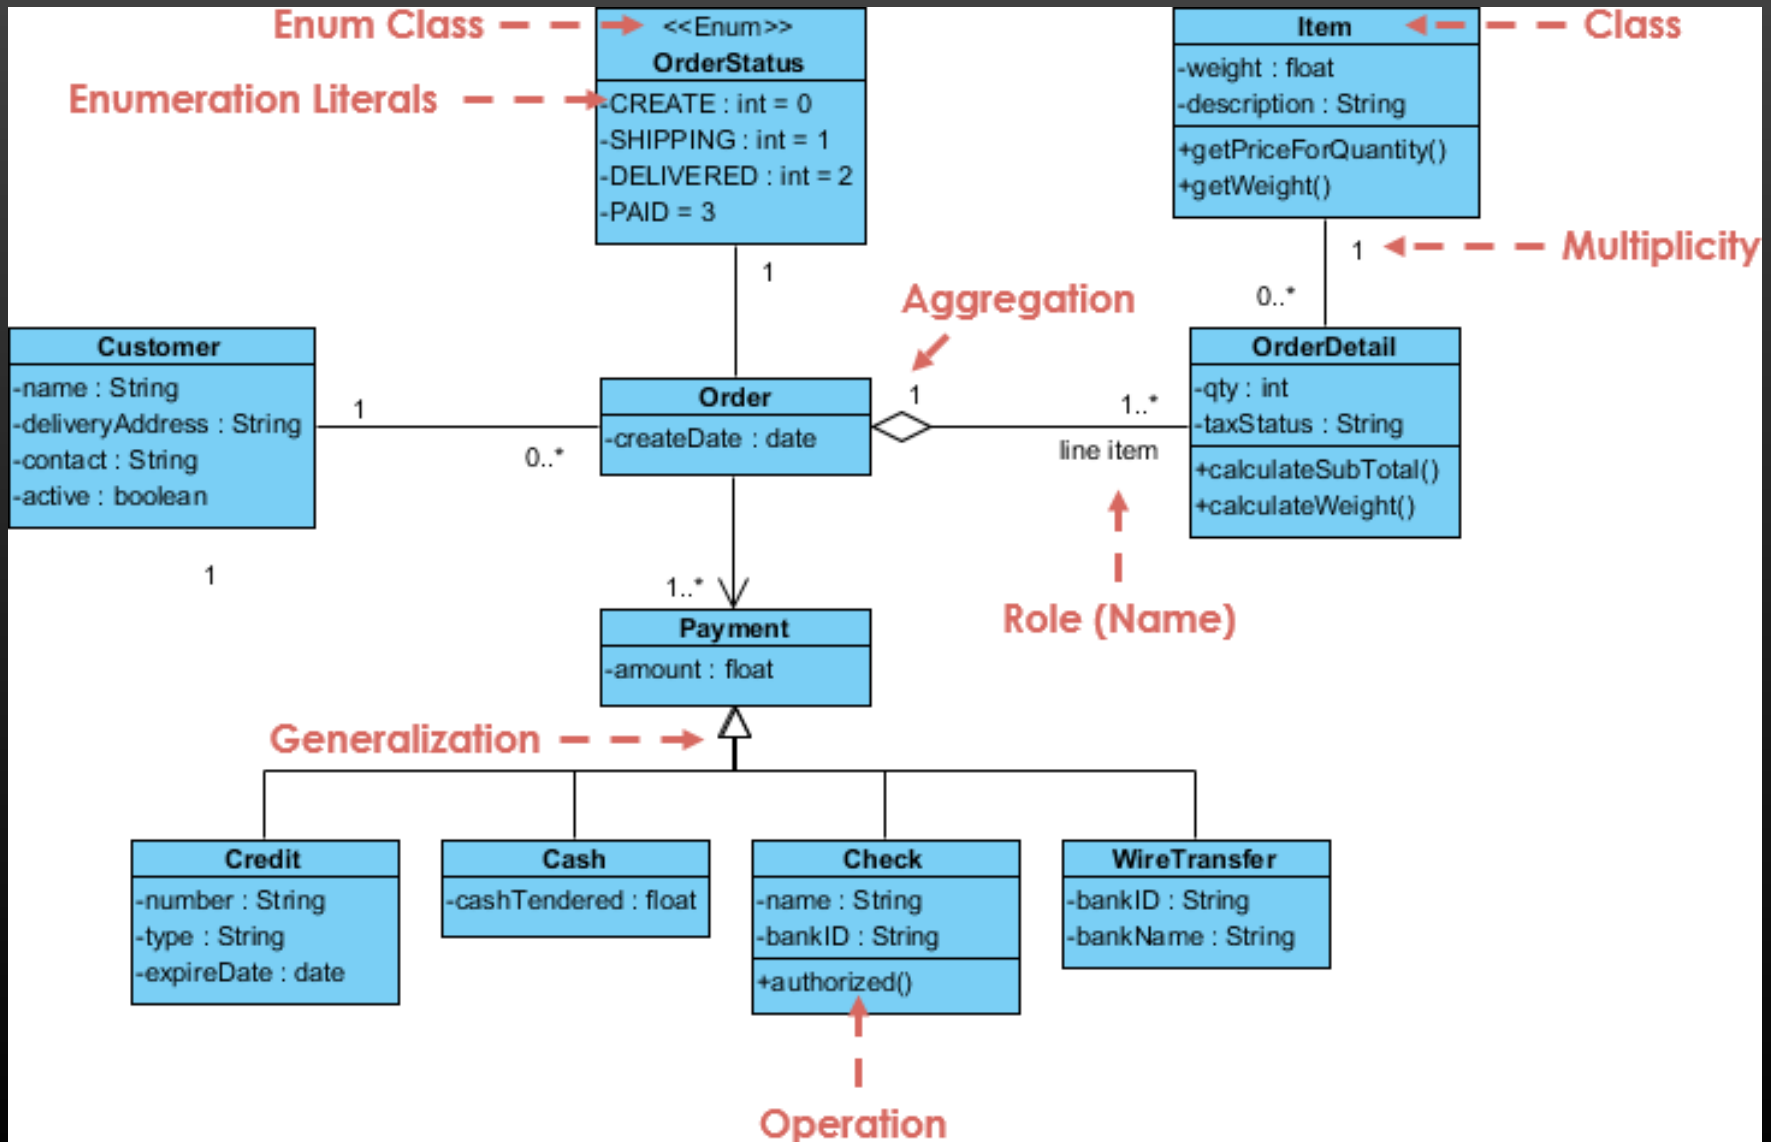 Enum Class
<<Enum>>
OrderStatus
Enumeration Literals
-CREATE : int = 0
-SHIPPING : int = 1
-DELIVERED : int = 2
-PAID = 3
1
Item
Class
-weight : float
-description : String
+getPriceForQuantity()
+getWeight()
1
Multiplicity
0..*
Aggregation
Customer
-name : String
-deliveryAddress : String
-contact : String
-active : boolean
1
0..*
1
Order
-createDate : date
1
1..*
line item
OrderDetail
-qty : int
-taxStatus : String
+calculateSubTotal()
+calculateWeight()
Role (Name)
1..*
Payment
-amount : float
Generalization
Credit
-number : String
-type : String
-expireDate : date
Cash
-cashTendered : float
Check
-name : String
-bankID : String
+authorized()
WireTransfer
-bankID : String
-bankName : String
Operation